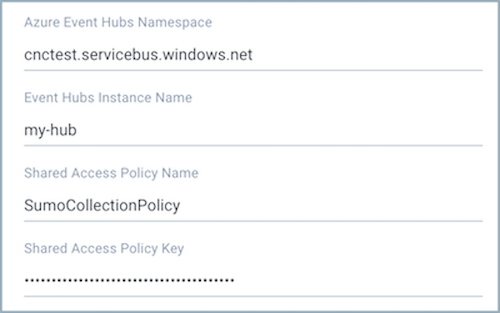 Azure Event Hubs Namespace
cnctest.servicebus.windows.net
Event Hubs Instance Name
my-hub
Shared Access Policy Name
SumoCollectionPolicy
Shared Access Policy Key
••••••••••••••••••••••••••••••••••••••••